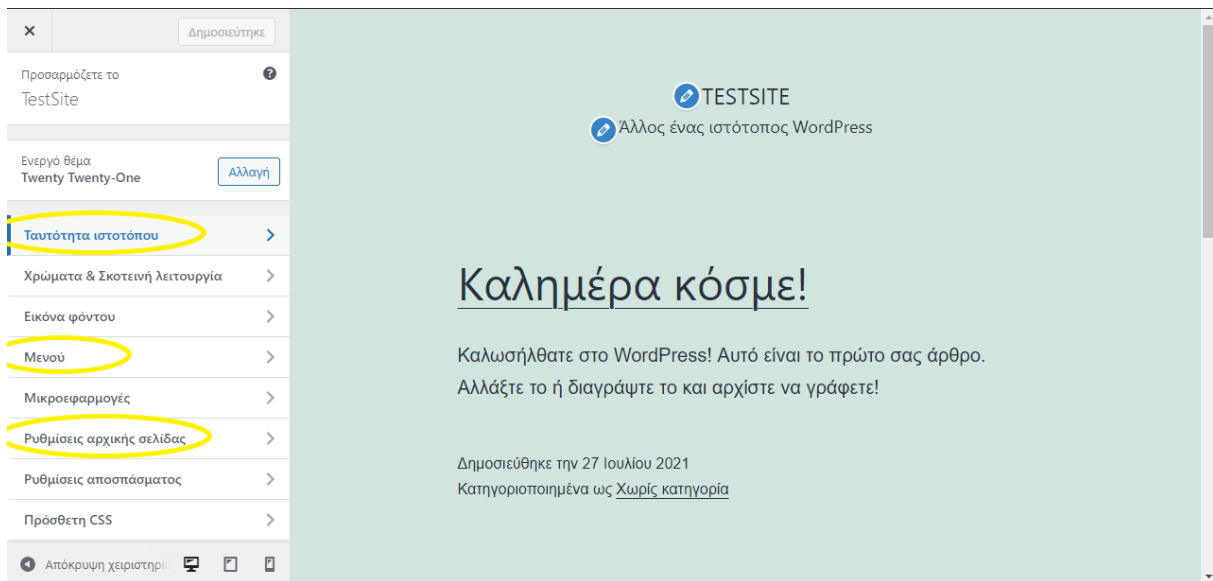 Δημοσιεύτηκε
Προσαρμόζετε το
TestSite
Ενεργό θέμα
Twenty Twenty-One
Αλλαγή
Ταυτότητα ιστοτόπου
Χρώματα & Σκοτεινή λειτουργία
Εικόνα φόντου
Μενού
Μικροεφαρμογές
Ρυθμίσεις αρχικής σελίδας
Ρυθμίσεις αποσπάσματος
Πρόσθετη CSS
Απόκρυψη
TESTSITE
Άλλος ένας ιστότοπος WordPress
Καλημέρα κόσμε!
Καλωσήλθατε στο WordPress! Αυτό είναι το πρώτο σας άρθρο.
Αλλάξτε το ή διαγράψτε το και αρχίστε να γράφετε!
Δημοσιεύθηκε την 27 Ιουλίου 2021
Κατηγοριοποιημένα ως Χωρίς κατηγορία